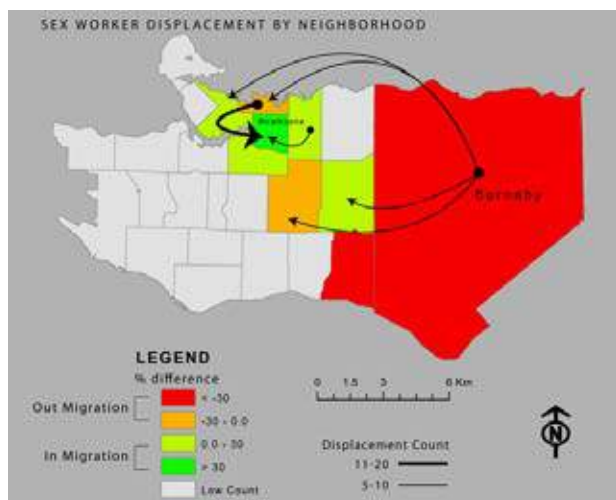 SEX WORKER DISPLACEMENT BY NEIGHBORHOOD
Burnaby
LEGEND
% difference
Out Migration
< -30
-30 - 0.0
In Migration
0.0 - 30
> 30
Low Count
0 1.5 3 6 Km
Displacement Count
11-20
5-10
N